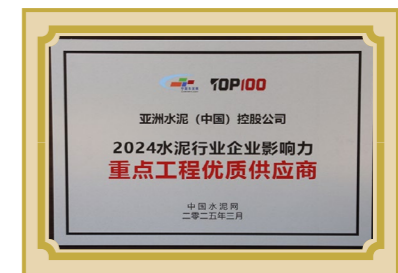 TOP100
亚洲水泥（中国）控股公司
2024水泥行业企业影响力
重点工程优质供应商
中国水泥网
二零二五年三月